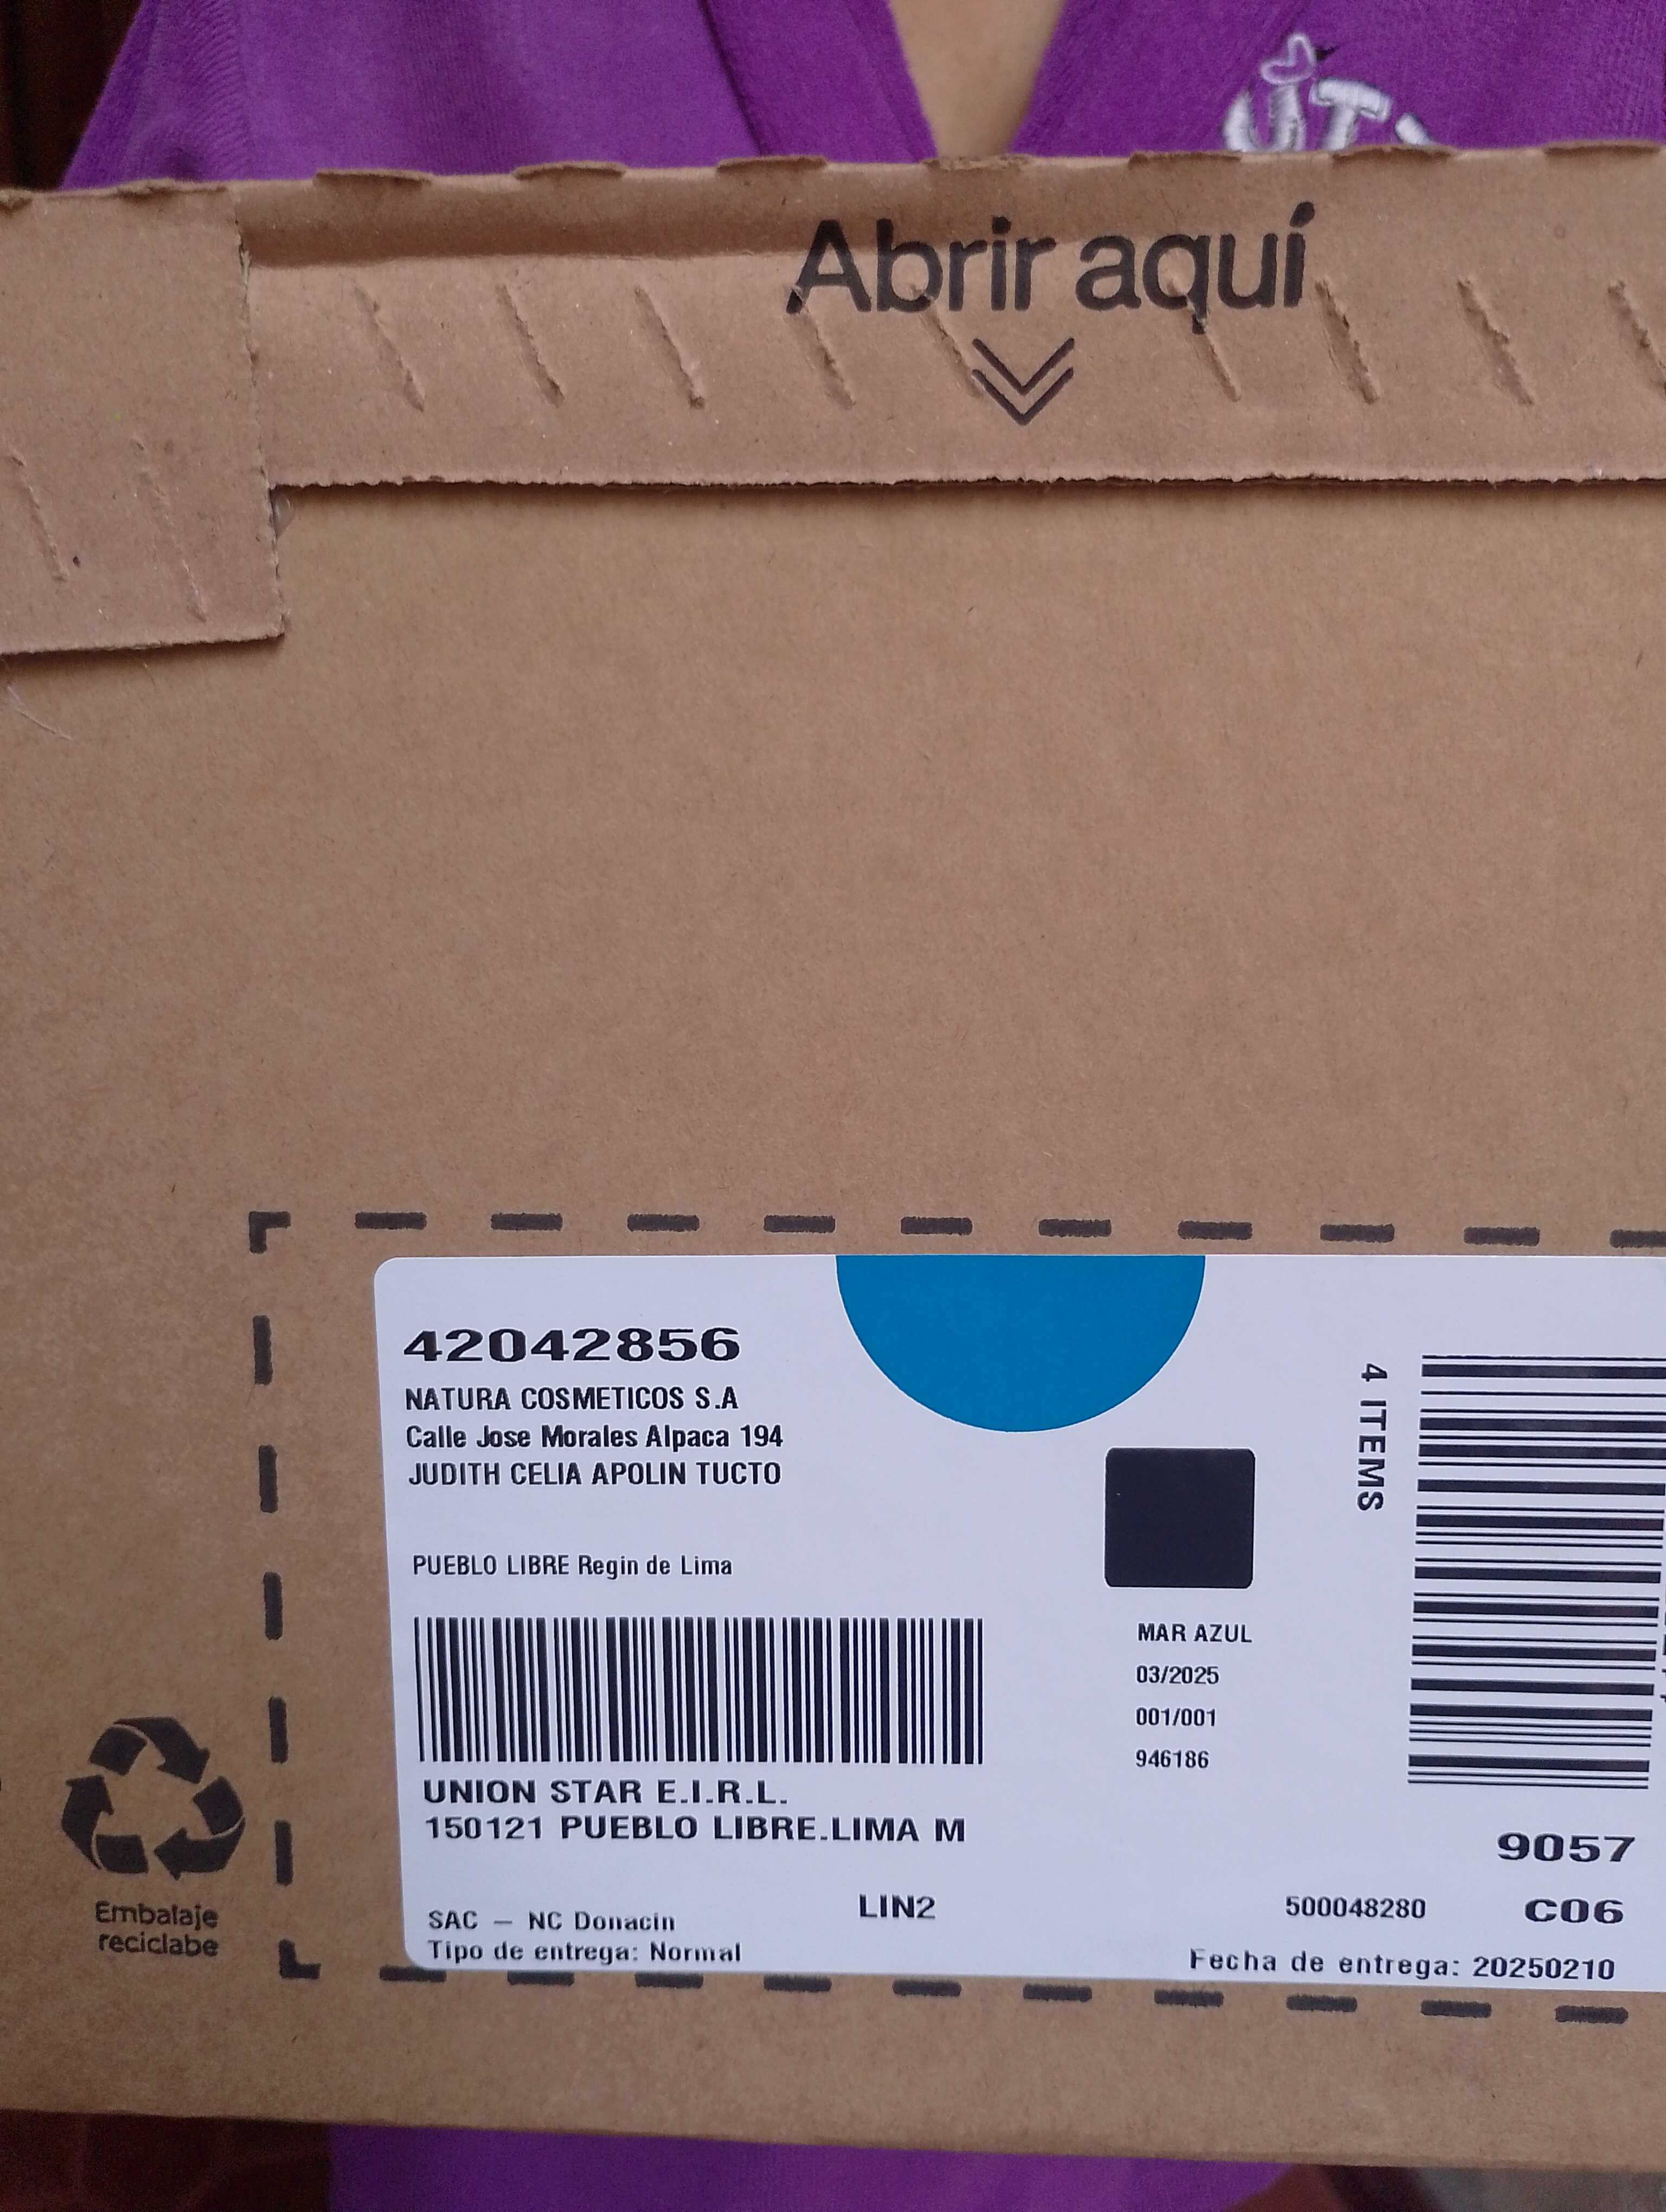 Abrir aquí
42042856
NATURA COSMETICOS S.A
Calle Jose Morales Alpaca 194
JUDITH CELIA APOLIN TUCTO
PUEBLO LIBRE Regin de Lima
4 ITEMS
MAR AZUL
03/2025
001/001
946186
UNION STAR E.I.R.L.
150121 PUEBLO LIBRE.LIMA M
9057
LIN2
500048280
C06
SAC – NC Donacin
Tipo de entrega: Normal
Fecha de entrega: 20250210
Embalaje
reciclabe